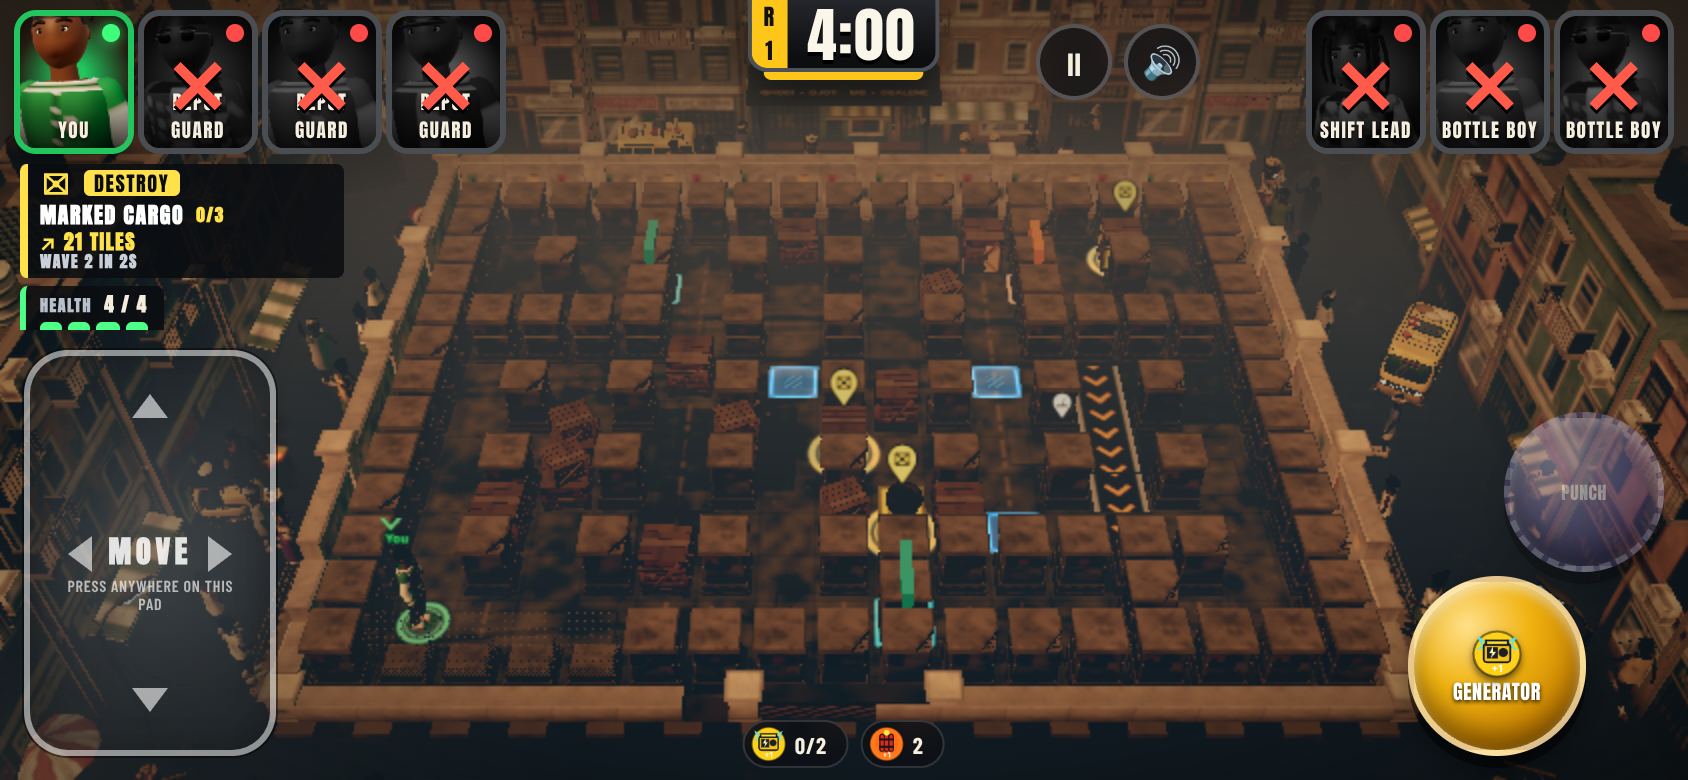 R
1
4:00
YOU
GUARD
GUARD
GUARD
SHIFT LEAD
BOTTLE BOY
BOTTLE BOY
DESTROY
MARKED CARGO 0/3
↗ 21 TILES
WAVE 2 IN 2S
HEALTH 4 / 4
You
MOVE
PRESS ANYWHERE ON THIS
PAD
PUNCH
+1
GENERATOR
0/2
2